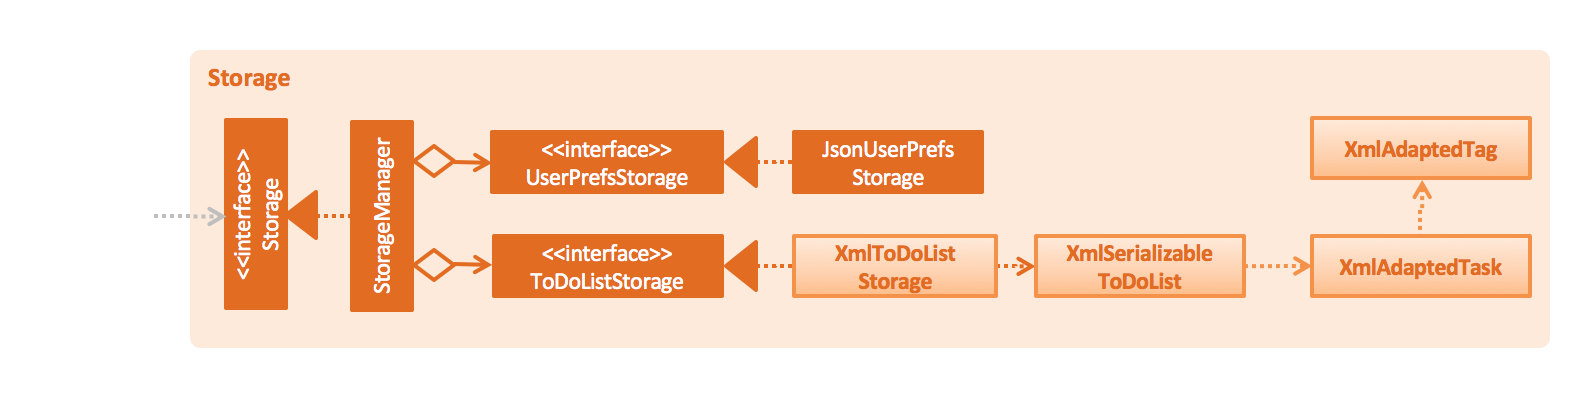 Storage
<<interface>>
Storage
StorageManager
<<interface>>
UserPrefsStorage
JsonUserPrefs
Storage
<<interface>>
ToDoListStorage
XmlToDoList
Storage
XmlSerializable
ToDoList
XmlAdaptedTag
XmlAdaptedTask